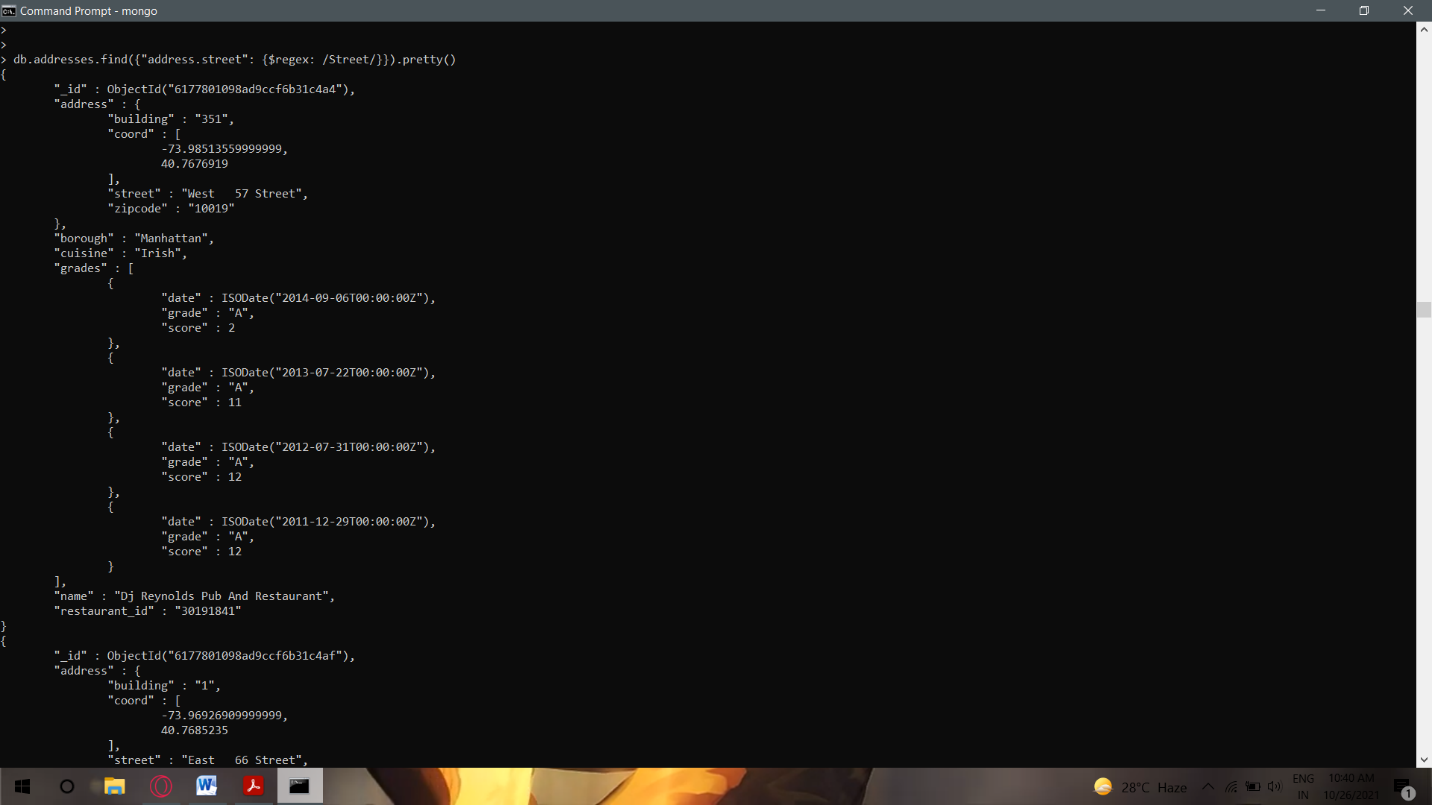 Command Prompt - mongo
>
>
> db.addresses.find({"address.street": {$regex: /Street/}}).pretty()
{
        "_id" : ObjectId("6177801098ad9ccf6b31c4a4"),
        "address" : {
                "building" : "351",
                "coord" : [
                        -73.98513559999999,
                        40.7676919
                ],
                "street" : "West   57 Street",
                "zipcode" : "10019"
        },
        "borough" : "Manhattan",
        "cuisine" : "Irish",
        "grades" : [
                {
                        "date" : ISODate("2014-09-06T00:00:00Z"),
                        "grade" : "A",
                        "score" : 2
                },
                {
                        "date" : ISODate("2013-07-22T00:00:00Z"),
                        "grade" : "A",
                        "score" : 11
                },
                {
                        "date" : ISODate("2012-07-31T00:00:00Z"),
                        "grade" : "A",
                        "score" : 12
                },
                {
                        "date" : ISODate("2011-12-29T00:00:00Z"),
                        "grade" : "A",
                        "score" : 12
                }
        ],
        "name" : "Dj Reynolds Pub And Restaurant",
        "restaurant_id" : "30191841"
}
{
        "_id" : ObjectId("6177801098ad9ccf6b31c4af"),
        "address" : {
                "building" : "1",
                "coord" : [
                        -73.96926909999999,
                        40.7685235
                ],
                "street" : "East   66 Street",
28°C Haze
ENG
IN
10:40 AM
10/26/2021
1